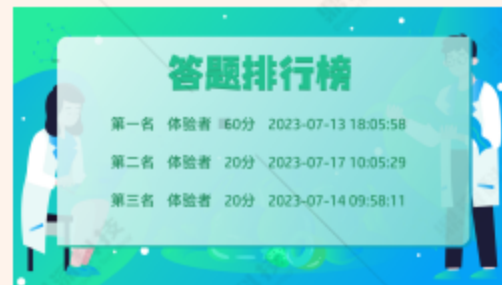 答题排行榜
第一名 体验者 60分 2023-07-13 18:05:58
第二名 体验者 20分 2023-07-17 10:05:29
第三名 体验者 20分 2023-07-14 09:58:11